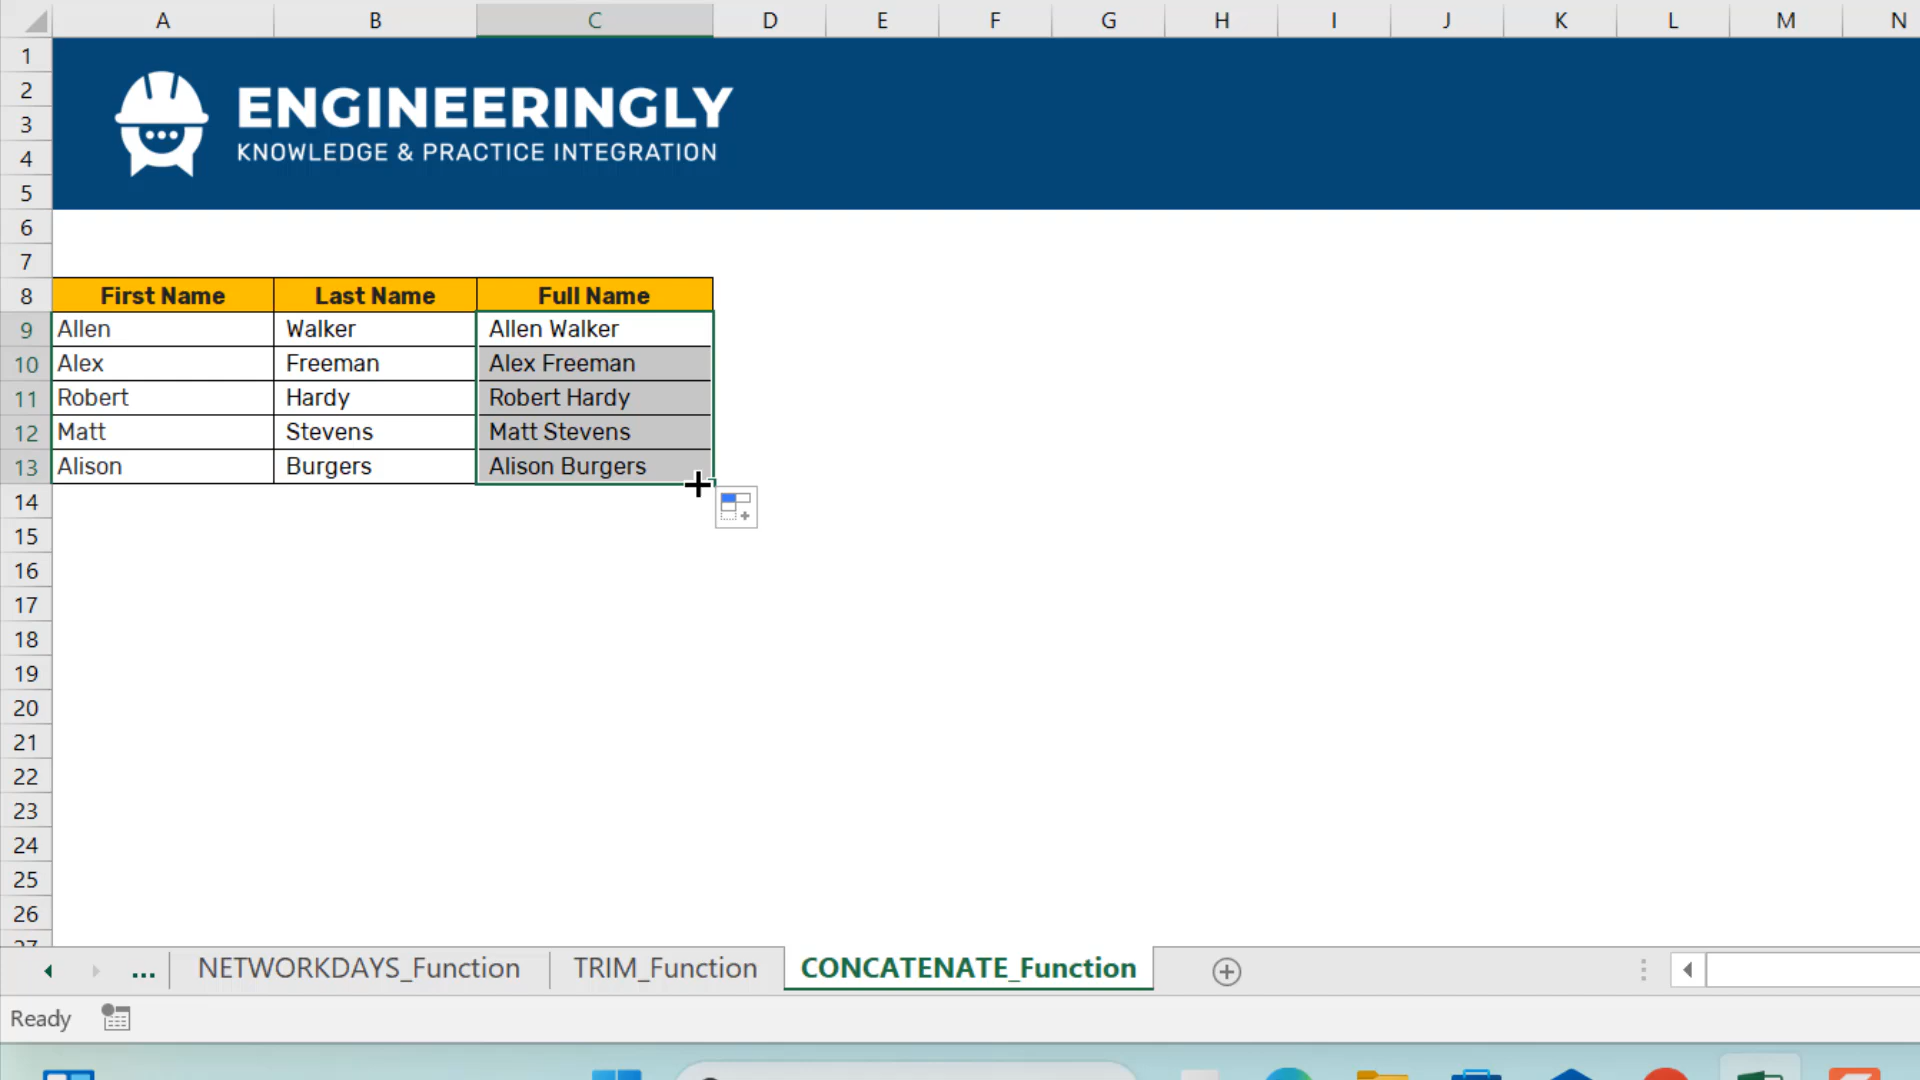 A B C D E F G H I J K L M N
1
2
3
4
5
ENGINEERINGLY
KNOWLEDGE & PRACTICE INTEGRATION
6
7
8 First Name Last Name Full Name
9 Allen Walker Allen Walker
10 Alex Freeman Alex Freeman
11 Robert Hardy Robert Hardy
12 Matt Stevens Matt Stevens
13 Alison Burgers Alison Burgers
14
15
16
17
18
19
20
21
22
23
24
25
26
27
... NETWORKDAYS_Function TRIM_Function CONCATENATE_Function
Ready